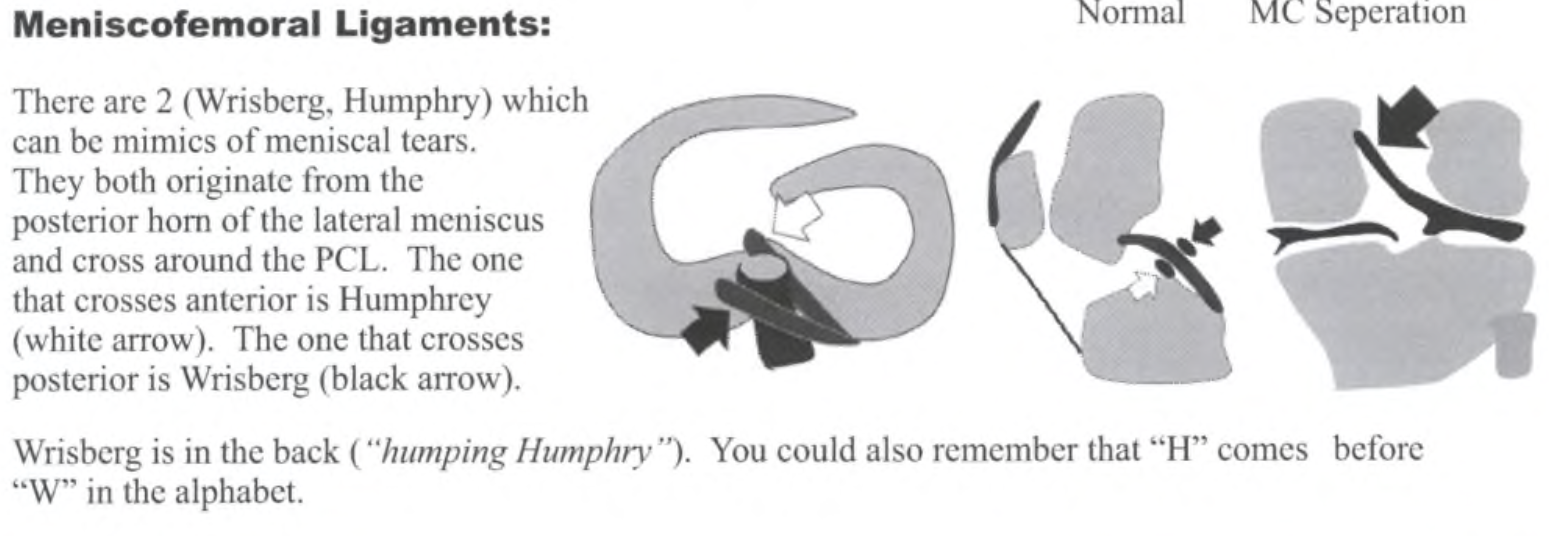 Normal MC Seperation
Meniscofemoral Ligaments:
There are 2 (Wrisberg, Humphry) which
can be mimics of meniscal tears.
They both originate from the
posterior horn of the lateral meniscus
and cross around the PCL. The one
that crosses anterior is Humphrey
(white arrow). The one that crosses
posterior is Wrisberg (black arrow).
Wrisberg is in the back (“humping Humphry”). You could also remember that “H” comes before
“W” in the alphabet.